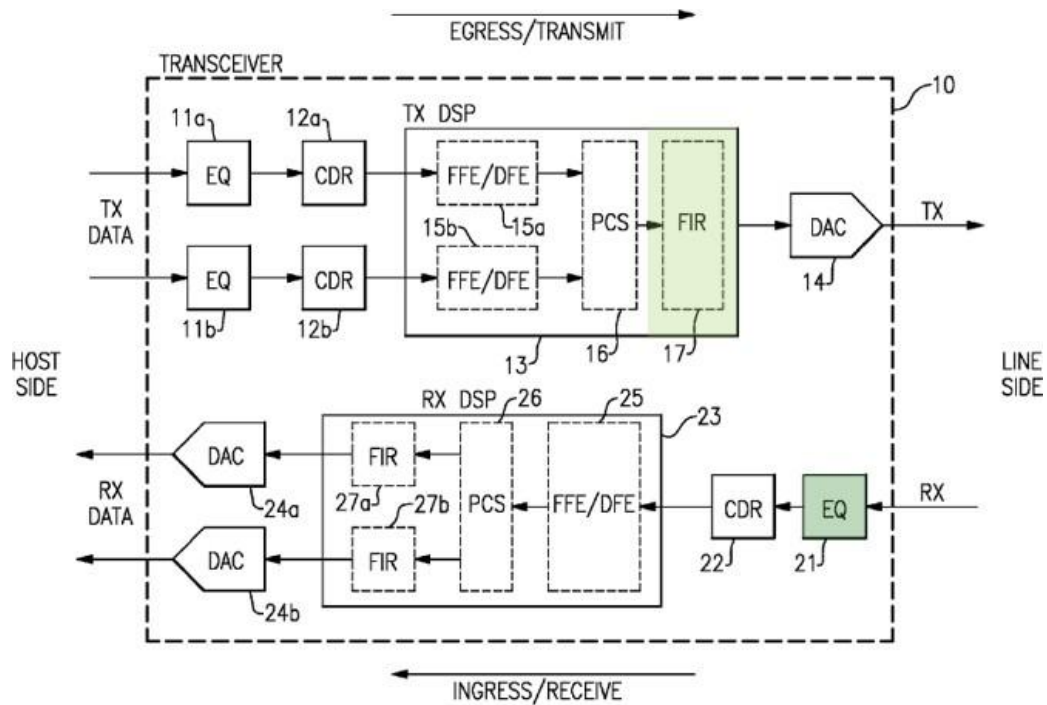 EGRESS/TRANSMIT
TRANSCEIVER
10
11a
12a
TX DSP
EQ
CDR
FFE/DFE
15a
PCS
FIR
TX
DATA
DAC
TX
14
15b
EQ
CDR
FFE/DFE
11b
12b
13
16
17
HOST
SIDE
LINE
SIDE
RX DSP
26
25
23
DAC
FIR
24a
27a
27b
PCS
FFE/DFE
CDR
EQ
RX
RX
DATA
22
21
DAC
FIR
24b
INGRESS/RECEIVE